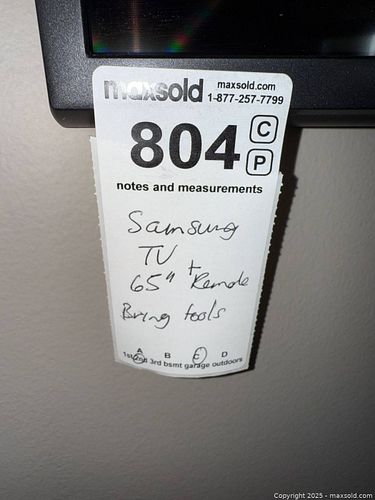 maxsold maxsold.com
1-877-257-7799
804 C
P
notes and measurements
Samsung
TV
65" + Remote
Bring tools
A B C D
1st 2nd 3rd bsmt garage outdoors
Copyright © 2025 - maxsold.com